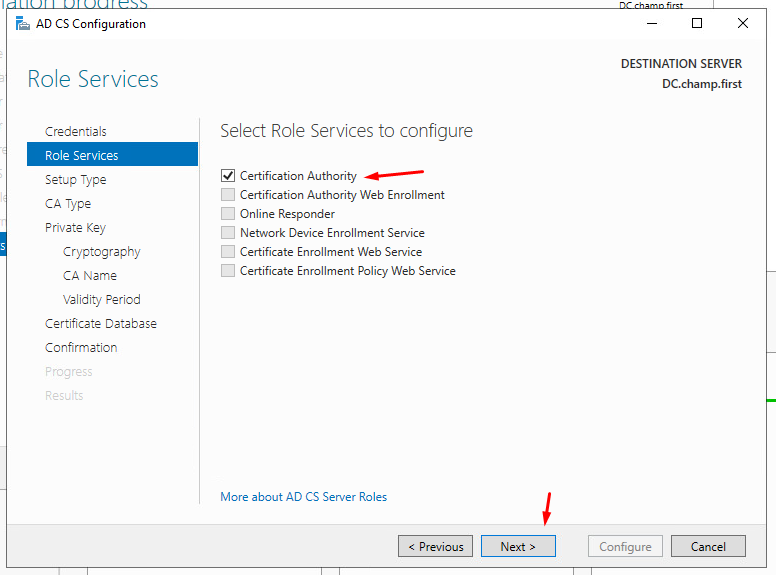 DC.champ.first
AD CS Configuration
Role Services
DESTINATION SERVER
DC.champ.first
Credentials
Role Services
Setup Type
CA Type
Private Key
Cryptography
CA Name
Validity Period
Certificate Database
Confirmation
Progress
Results
Select Role Services to configure
Certification Authority
Certification Authority Web Enrollment
Online Responder
Network Device Enrollment Service
Certificate Enrollment Web Service
Certificate Enrollment Policy Web Service
More about AD CS Server Roles
< Previous
Next >
Configure
Cancel